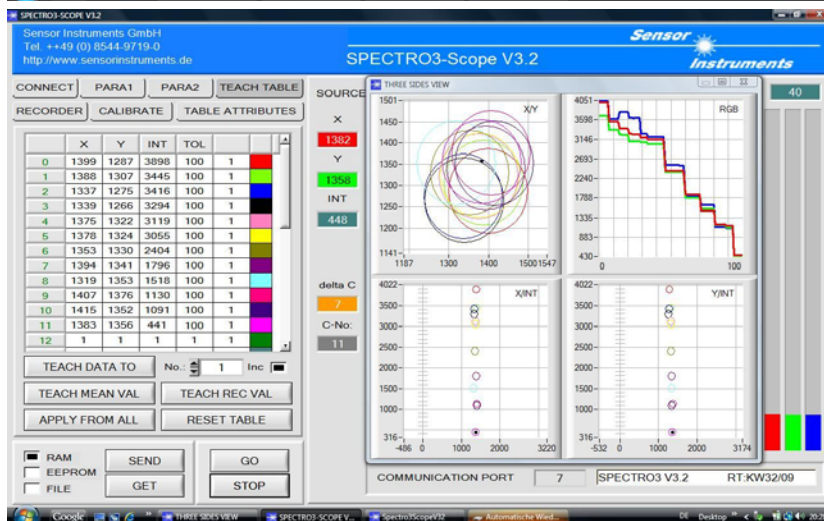 SPECTRO3-SCOPE V3.2
Sensor Instruments GmbH
Tel. ++49 (0) 8544-9719-0
http://www.sensorinstruments.de
SPECTRO3-Scope V3.2
Sensor
Instruments
CONNECT PARA1 PARA2 TEACH TABLE
RECORDER CALIBRATE TABLE ATTRIBUTES
X Y INT TOL
0 1399 1287 3898 100 1
1 1388 1307 3445 100 1
2 1337 1275 3416 100 1
3 1339 1266 3294 100 1
4 1375 1322 3119 100 1
5 1378 1324 3055 100 1
6 1353 1330 2404 100 1
7 1394 1341 1796 100 1
8 1319 1353 1518 100 1
9 1407 1376 1130 100 1
10 1415 1352 1091 100 1
11 1383 1356 441 100 1
12 1 1 1 1 1
TEACH DATA TO No.: 1 Inc
TEACH MEAN VAL TEACH REC VAL
APPLY FROM ALL RESET TABLE
RAM
EEPROM
FILE
SEND GO
GET STOP
SOURCE
X
1382
Y
1358
INT
448
delta C
7
C-No:
11
THREE SIDES VIEW
40
X/Y
1501-
1450-
1400-
1350-
1300-
1250-
1200-
1141-
1187 1300 1400 1500 1547
RGB
4051-
3598-
3146-
2693-
2240-
1788-
1335-
883-
430-
0 100
X/INT
4022-
3500-
3000-
2500-
2000-
1500-
1000-
316-
-486 0 1000 2000 3220
Y/INT
4022-
3500-
3000-
2500-
2000-
1500-
1000-
316-
-532 0 1000 2000 3174
COMMUNICATION PORT 7 SPECTRO3 V3.2 RT:KW32/09
Google THREE SIDES VIEW SPECTRO3-SCOPE V... Spectro3ScopeV32 Automatische Wied... DE Desktop